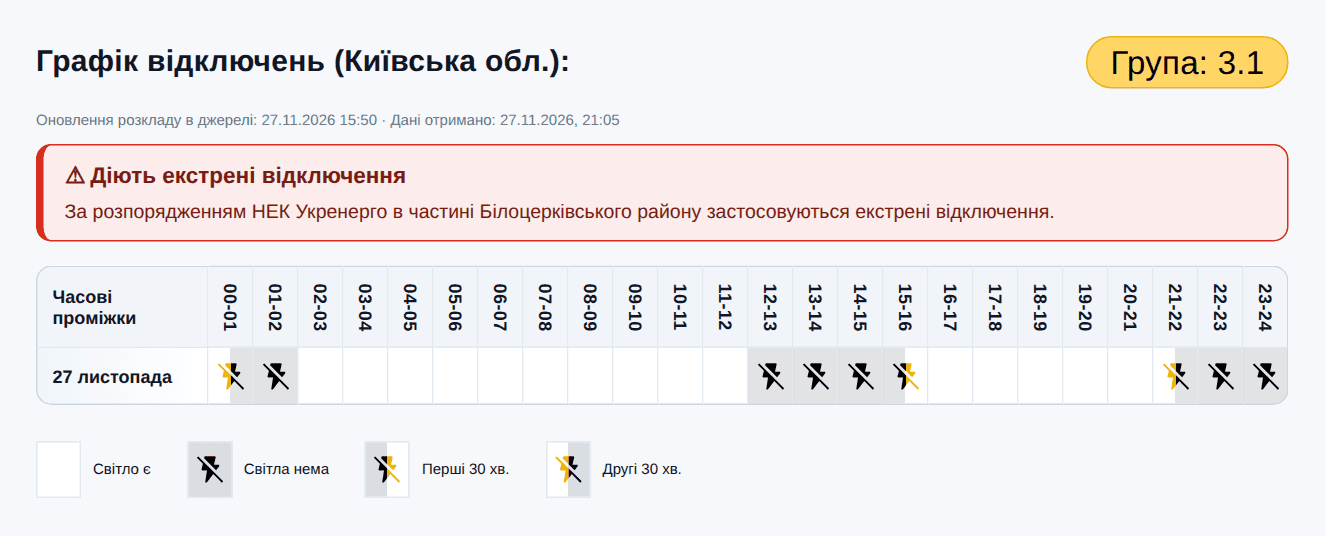 Графік відключень (Київська обл.):
Група: 3.1
Оновлення розкладу в джерелі: 27.11.2026 15:50 · Дані отримано: 27.11.2026, 21:05
⚠ Діють екстрені відключення
За розпорядженням НЕК Укренерго в частині Білоцерківського району застосовуються екстрені відключення.
Часові
проміжки
00-01 01-02 02-03 03-04 04-05 05-06 06-07 07-08 08-09 09-10 10-11 11-12 12-13 13-14 14-15 15-16 16-17 17-18 18-19 19-20 20-21 21-22 22-23 23-24
27 листопада
Світло є
Світла нема
Перші 30 хв.
Другі 30 хв.